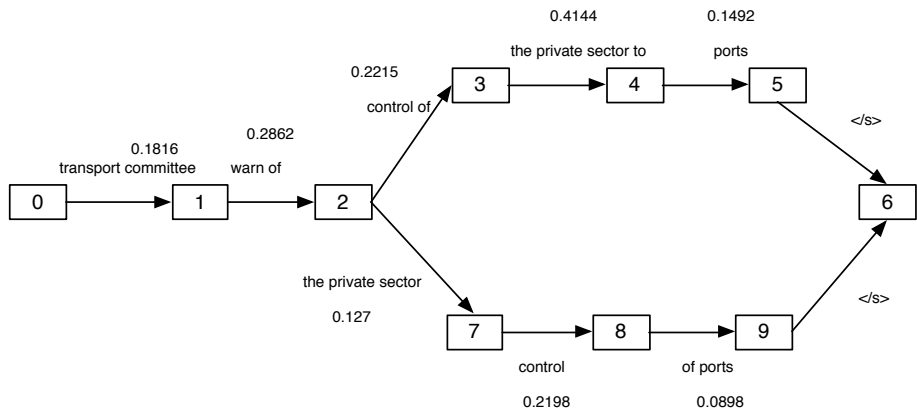 0.4144
0.1492
the private sector to
ports
0.2215
3
4
5
control of
</s>
0.2862
0.1816
transport committee
warn of
0
1
2
6
the private sector
0.127
</s>
7
8
9
control
of ports
0.2198
0.0898